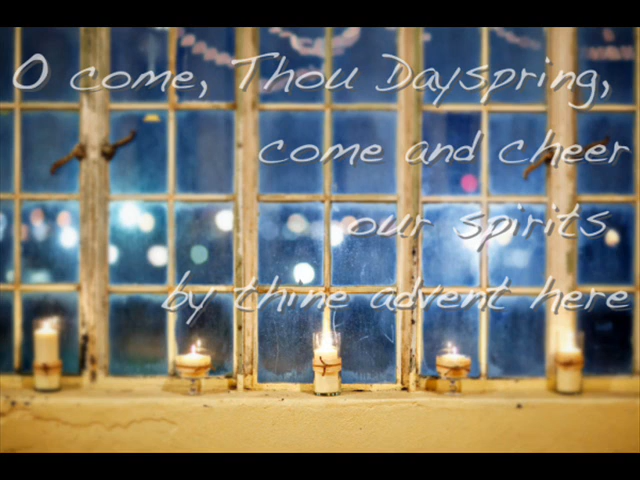 O come, Thou Dayspring,
come and cheer
our spirits
by thine advent here